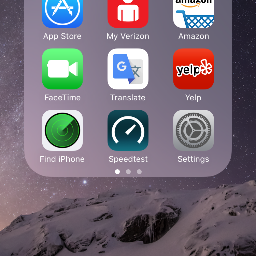 amazon
App Store My Verizon Amazon
G yelp
FaceTime Translate Yelp
Find iPhone Speedtest Settings